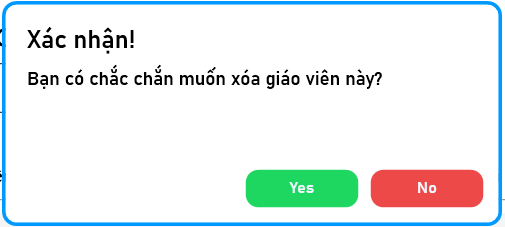 Xác nhận!
Bạn có chắc chắn muốn xóa giáo viên này?
Yes
No